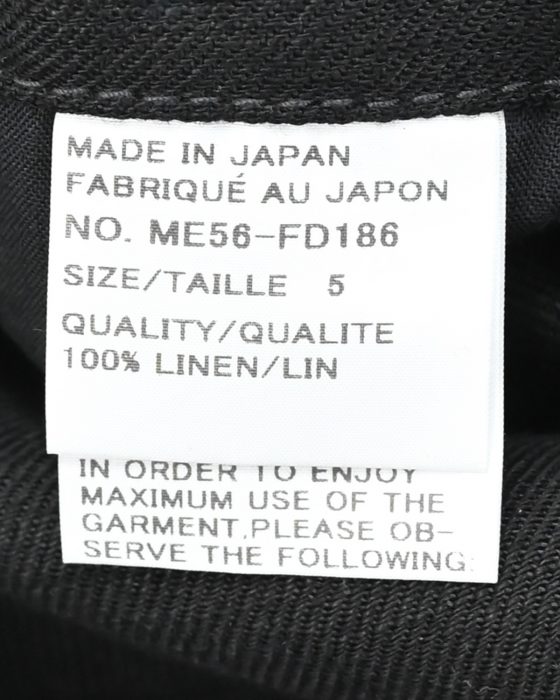 MADE IN JAPAN
FABRIQUÉ AU JAPON
NO. ME56-FD186
SIZE/TAILLE 5
QUALITY/QUALITE
100% LINEN/LIN
IN ORDER TO ENJOY
MAXIMUM USE OF THE
GARMENT,PLEASE OB-
SERVE THE FOLLOWING: